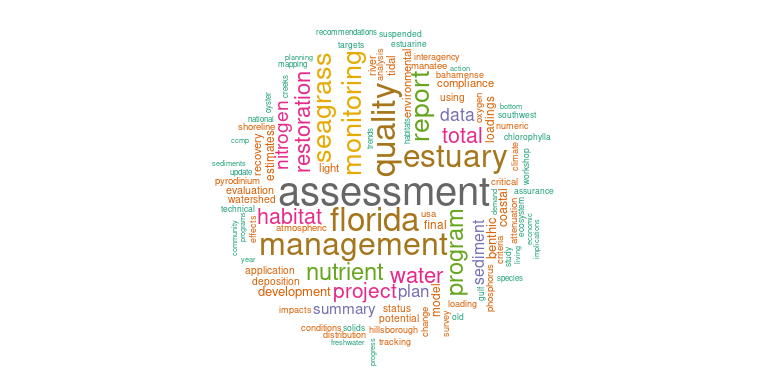 recommendations
suspended
targets
estuarine
planning
mapping
river
analysis
tidal
environmental
interagency
manatee
action
bahamense
compliance
seagrass
monitoring
creeks
restoration
quality
report
using
oxygen
bottom
oyster
nitrogen
data
loadings
southwest
national
shoreline
trends
habitats
total
numeric
chlorophylla
ccmp
recovery
estimates
estuary
climate
workshop
sediments
update
light
pyrodinium
critical
evaluation
assessment
assurance
watershed
demand
coastal
technical
habitat
florida
usa
final
attenuation
ecosystem
economic
implications
community
programs
effects
atmospheric
program
sediment
benthic
criteria
study
living
management
year
application
nutrient
water
gulf
phosphorus
species
deposition
development
project
plan
model
loading
impacts
summary
status
potential
change
survey
old
conditions
solids
hillsborough
distribution
freshwater
progress
tracking